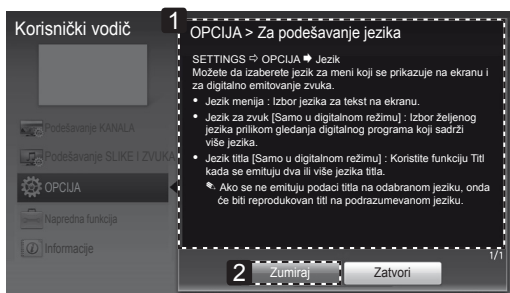 Korisnički vodič
Podešavanje KANALA
Podešavanje SLIKE I ZVUKA
OPCIJA
Napredna funkcija
Informacije
1
OPCIJA > Za podešavanje jezika
SETTINGS ⇨ OPCIJA ➡ Jezik
Možete da izaberete jezik za meni koji se prikazuje na ekranu i
za digitalno emitovanje zvuka.
• Jezik menija : Izbor jezika za tekst na ekranu.
• Jezik za zvuk [Samo u digitalnom režimu] : Izbor željenog
jezika prilikom gledanja digitalnog programa koji sadrži
više jezika.
• Jezik titla [Samo u digitalnom režimu] : Koristite funkciju Titl
kada se emituju dva ili više jezika titla.
✎ Ako se ne emituju podaci titla na odabranom jeziku, onda
će biti reprodukovan titl na podrazumevanom jeziku.
1/1
2
Zumiraj
Zatvori